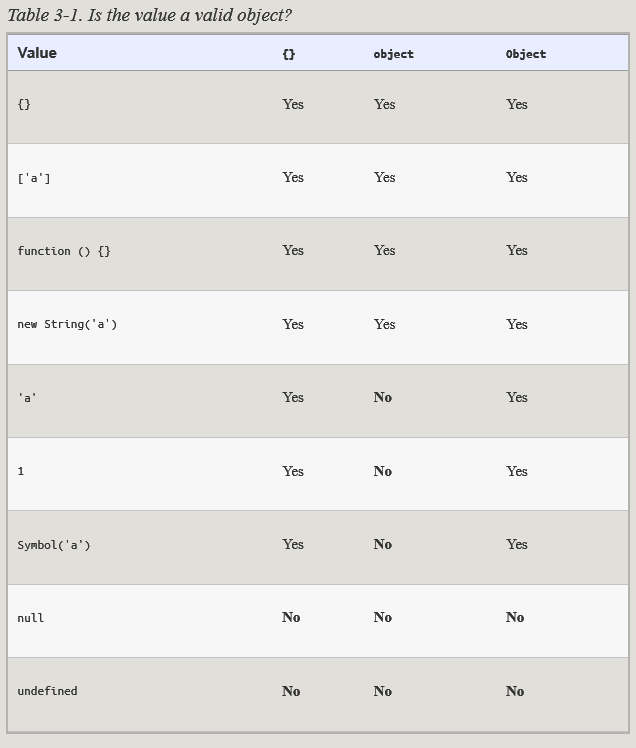 Table 3-1. Is the value a valid object?
Value {} object Object
{} Yes Yes Yes
['a'] Yes Yes Yes
function () {} Yes Yes Yes
new String('a') Yes Yes Yes
'a' Yes No Yes
1 Yes No Yes
Symbol('a') Yes No Yes
null No No No
undefined No No No